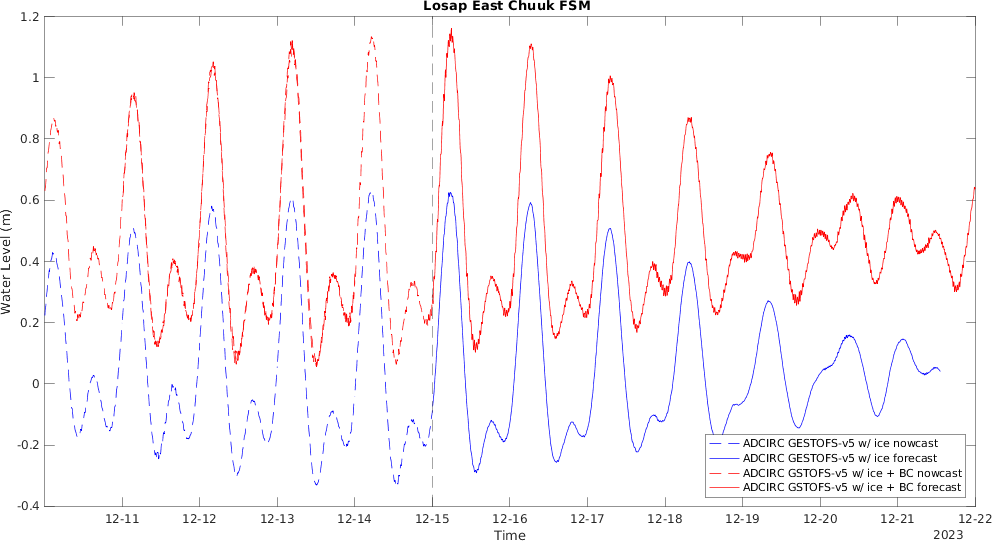 Losap East Chuuk FSM
1.2
1
0.8
0.6
0.4
0.2
0
-0.2
-0.4
Water Level (m)
ADCIRC GESTOFS-v5 w/ ice nowcast
ADCIRC GESTOFS-v5 w/ ice forecast
ADCIRC GSTOFS-v5 w/ ice + BC nowcast
ADCIRC GSTOFS-v5 w/ ice + BC forecast
12-11 12-12 12-13 12-14 12-15 12-16 12-17 12-18 12-19 12-20 12-21 12-22
Time
2023